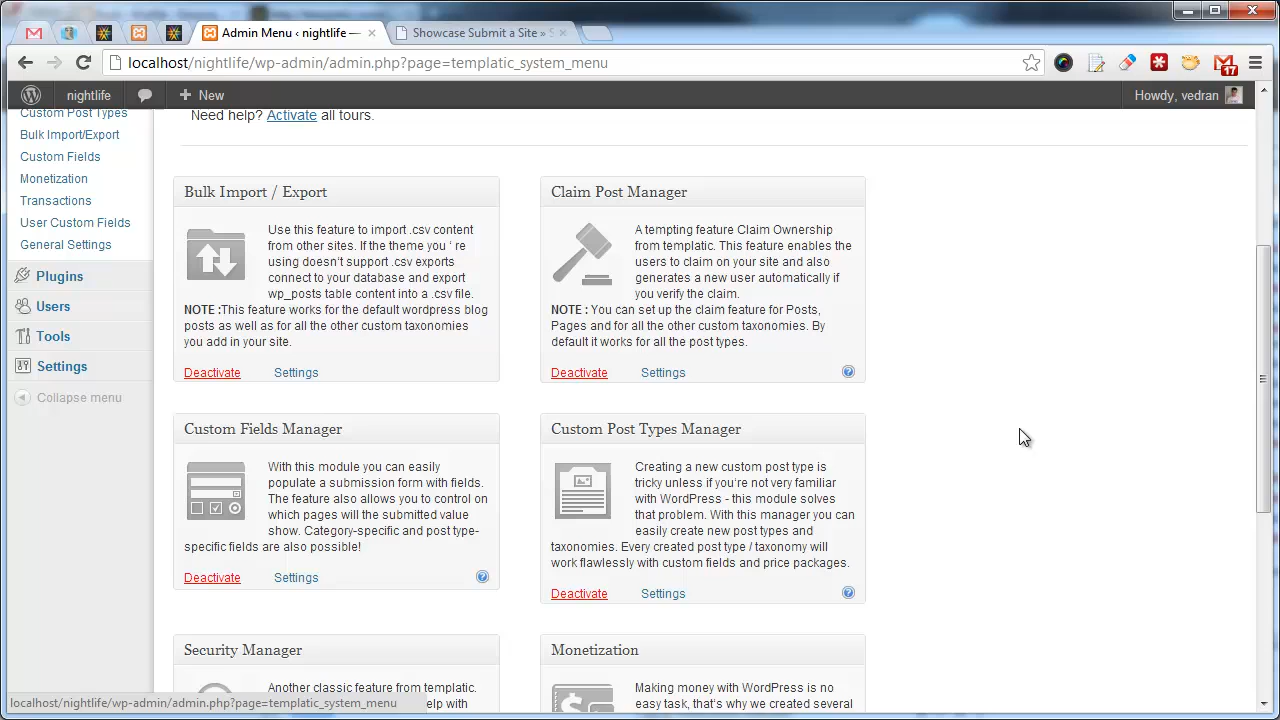 Admin Menu ‹ nightlife —
Showcase Submit a Site »
localhost/nightlife/wp-admin/admin.php?page=templatic_system_menu
17
nightlife
New
Howdy, vedran
Custom Post Types
Bulk Import/Export
Custom Fields
Monetization
Transactions
User Custom Fields
General Settings
Plugins
Users
Tools
Settings
Collapse menu
Need help? Activate all tours.
Bulk Import / Export
Use this feature to import .csv content
from other sites. If the theme you ' re
using doesn't support .csv exports
connect to your database and export
wp_posts table content into a .csv file.
NOTE :This feature works for the default wordpress blog
posts as well as for all the other custom taxonomies
you add in your site.
Deactivate Settings
Claim Post Manager
A tempting feature Claim Ownership
from templatic. This feature enables the
users to claim on your site and also
generates a new user automatically if
you verify the claim.
NOTE : You can set up the claim feature for Posts,
Pages and for all the other custom taxonomies. By
default it works for all the post types.
Deactivate Settings ?
Custom Fields Manager
With this module you can easily
populate a submission form with fields.
The feature also allows you to control on
which pages will the submitted value
show. Category-specific and post type-
specific fields are also possible!
Deactivate Settings ?
Custom Post Types Manager
Creating a new custom post type is
tricky unless if you're not very familiar
with WordPress - this module solves
that problem. With this manager you can
easily create new post types and
taxonomies. Every created post type / taxonomy will
work flawlessly with custom fields and price packages.
Deactivate Settings ?
Security Manager
Another classic feature from templatic.
help with
Monetization
Making money with WordPress is no
easy task, that's why we created several
localhost/nightlife/wp-admin/admin.php?page=templatic_system_menu